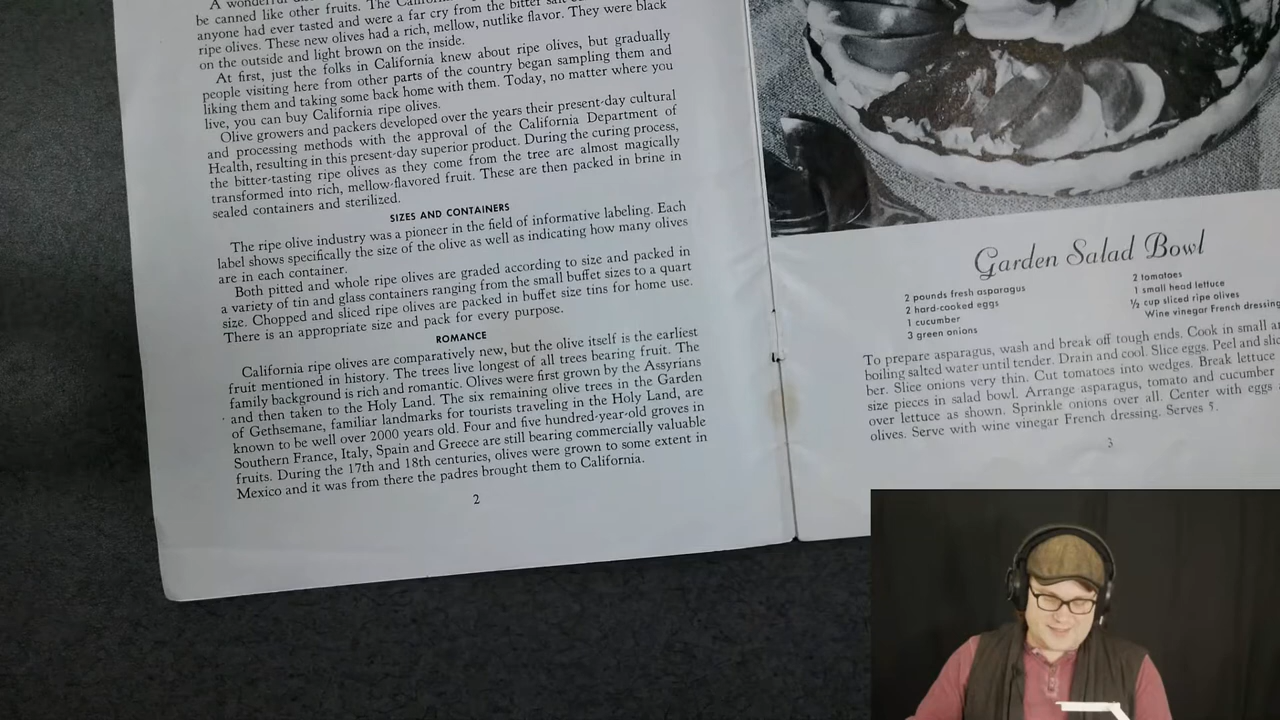 A wonderful
be canned like other fruits. The
anyone had ever tasted and were a far cry from the bitter
ripe olives. These new olives had a rich, mellow, nutlike flavor. They were black
on the outside and light brown on the inside.
At first, just the folks in California knew about ripe olives, but gradually
people visiting here from other parts of the country began sampling them and
liking them and taking some back home with them. Today, no matter where you
live, you can buy California ripe olives.
Olive growers and packers developed over the years their present-day cultural
and processing methods with the approval of the California Department of
Health, resulting in this present-day superior product. During the curing process,
the bitter-tasting ripe olives as they come from the tree are almost magically
transformed into rich, mellow-flavored fruit. These are then packed in brine in
sealed containers and sterilized.
SIZES AND CONTAINERS
The ripe olive industry was a pioneer in the field of informative labeling. Each
label shows specifically the size of the olive as well as indicating how many olives
are in each container.
Both pitted and whole ripe olives are graded according to size and packed in
a variety of tin and glass containers ranging from the small buffet sizes to a quart
size. Chopped and sliced ripe olives are packed in buffet size tins for home use.
There is an appropriate size and pack for every purpose.
ROMANCE
California ripe olives are comparatively new, but the olive itself is the earliest
fruit mentioned in history. The trees live longest of all trees bearing fruit. The
family background is rich and romantic. Olives were first grown by the Assyrians
and then taken to the Holy Land. The six remaining olive trees in the Garden
of Gethsemane, familiar landmarks for tourists traveling in the Holy Land, are
known to be well over 2000 years old. Four and five hundred-year-old groves in
Southern France, Italy, Spain and Greece are still bearing commercially valuable
fruits. During the 17th and 18th centuries, olives were grown to some extent in
Mexico and it was from there the padres brought them to California.
2
Garden Salad Bowl
2 pounds fresh asparagus
2 hard-cooked eggs
1 cucumber
3 green onions
2 tomatoes
1 small head lettuce
½ cup sliced ripe olives
Wine vinegar French dressing
To prepare asparagus, wash and break off tough ends. Cook in small
boiling salted water until tender. Drain and cool. Slice eggs. Peel and
ber. Slice onions very thin. Cut tomatoes into wedges. Break lettuce
size pieces in salad bowl. Arrange asparagus, tomato and cucumber
over lettuce as shown. Sprinkle onions over all. Center with eggs
olives. Serve with wine vinegar French dressing. Serves 5.
3